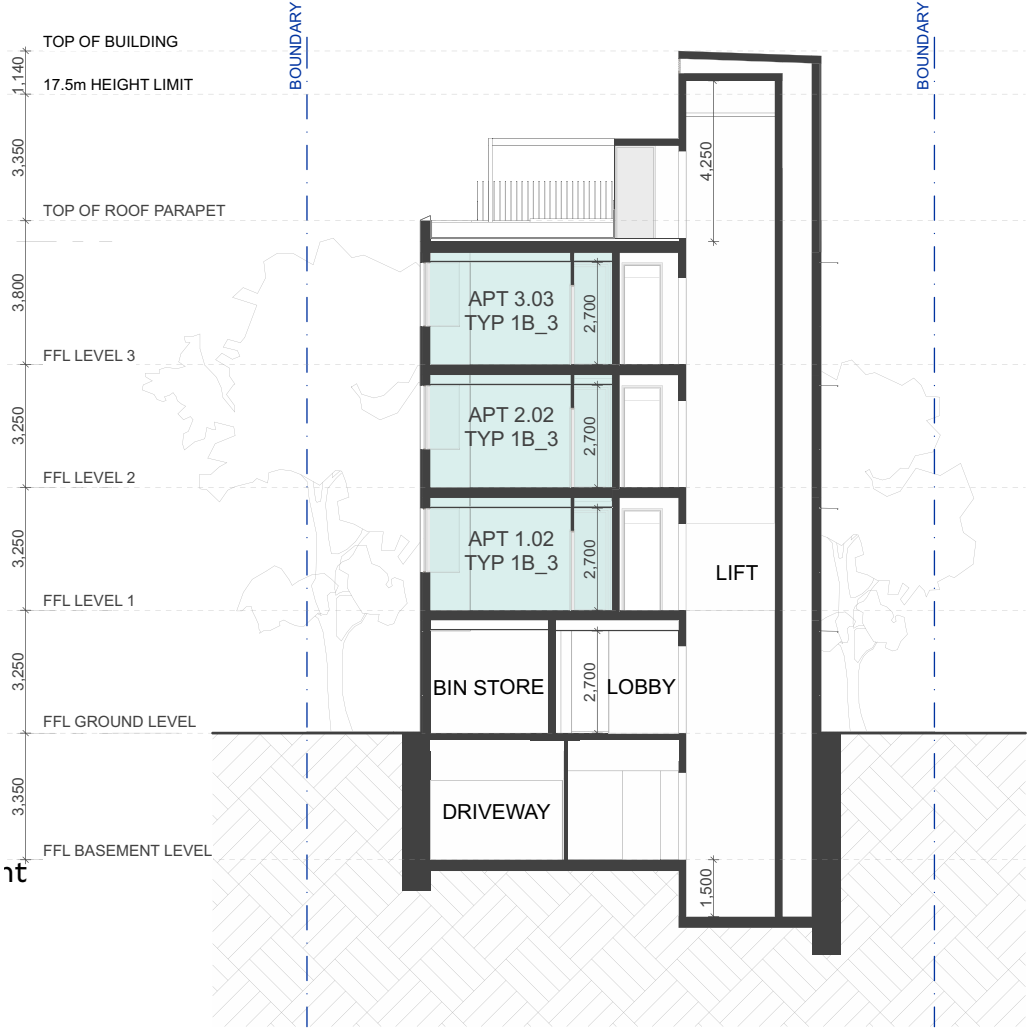 BOUNDARY
BOUNDARY
TOP OF BUILDING
1,140
17.5m HEIGHT LIMIT
3,350
4,250
TOP OF ROOF PARAPET
3,800
APT 3.03
TYP 1B_3
2,700
FFL LEVEL 3
3,250
APT 2.02
TYP 1B_3
2,700
FFL LEVEL 2
3,250
APT 1.02
TYP 1B_3
2,700
LIFT
FFL LEVEL 1
3,250
BIN STORE
2,700
LOBBY
FFL GROUND LEVEL
3,350
DRIVEWAY
FFL BASEMENT LEVEL
1,500